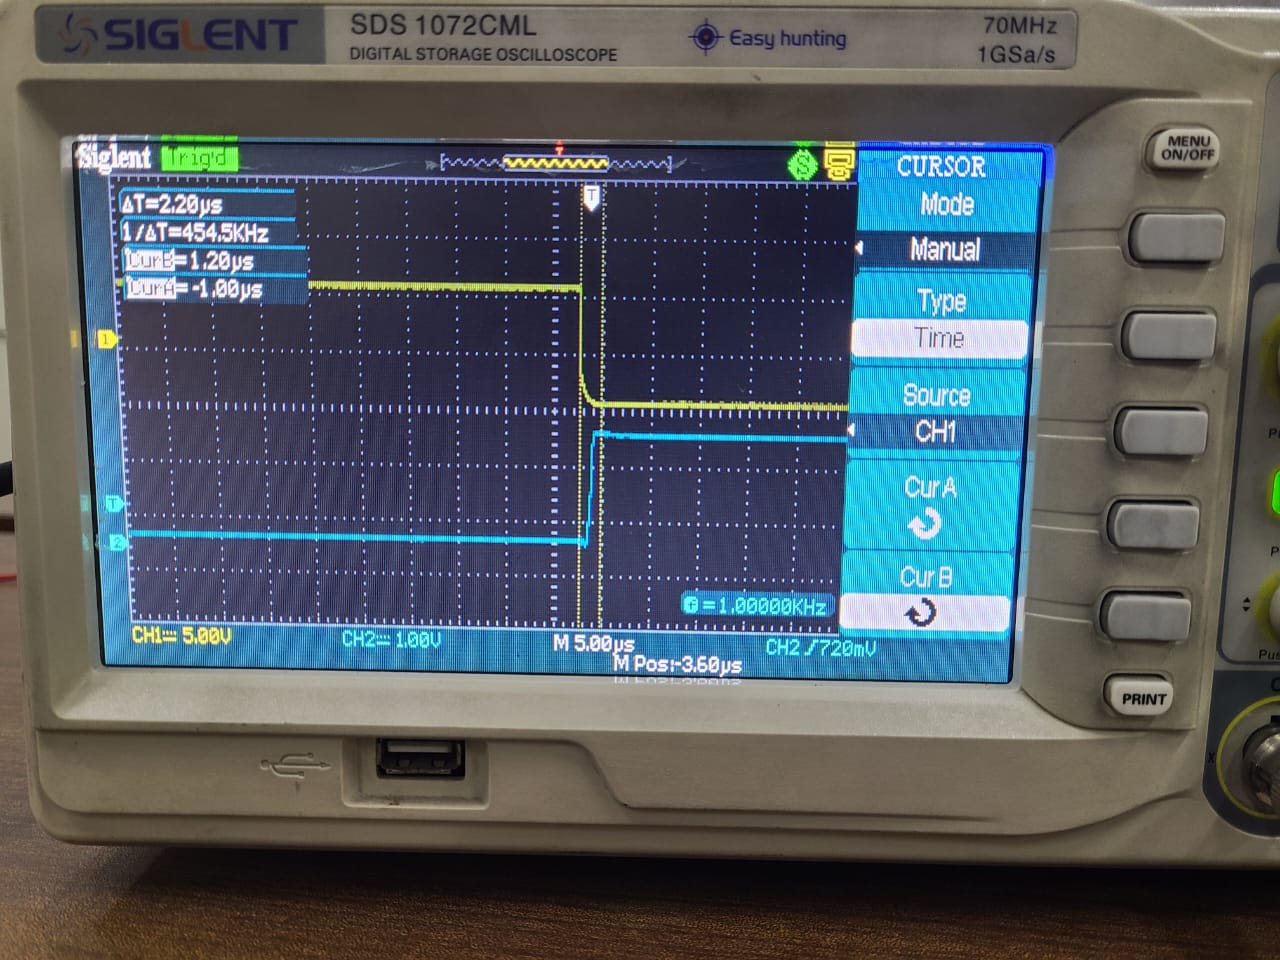 SIGLENT
SDS 1072CML
DIGITAL STORAGE OSCILLOSCOPE
Easy hunting
70MHz
1GSa/s
MENU
ON/OFF
Siglent
Trig'd
T
S
CURSOR
Mode
Manual
Type
Time
Source
CH1
Cur A
Cur B
ΔT=2.20µs
1/ΔT=454.5KHz
CurB=1.20µs
CurA=-1.00µs
T
1
T
2
f=1.00000KHz
CH1 5.00V
CH2 1.00V
M 5.00µs
M Pos:-3.60µs
CH2 / 720mV
PRINT
X